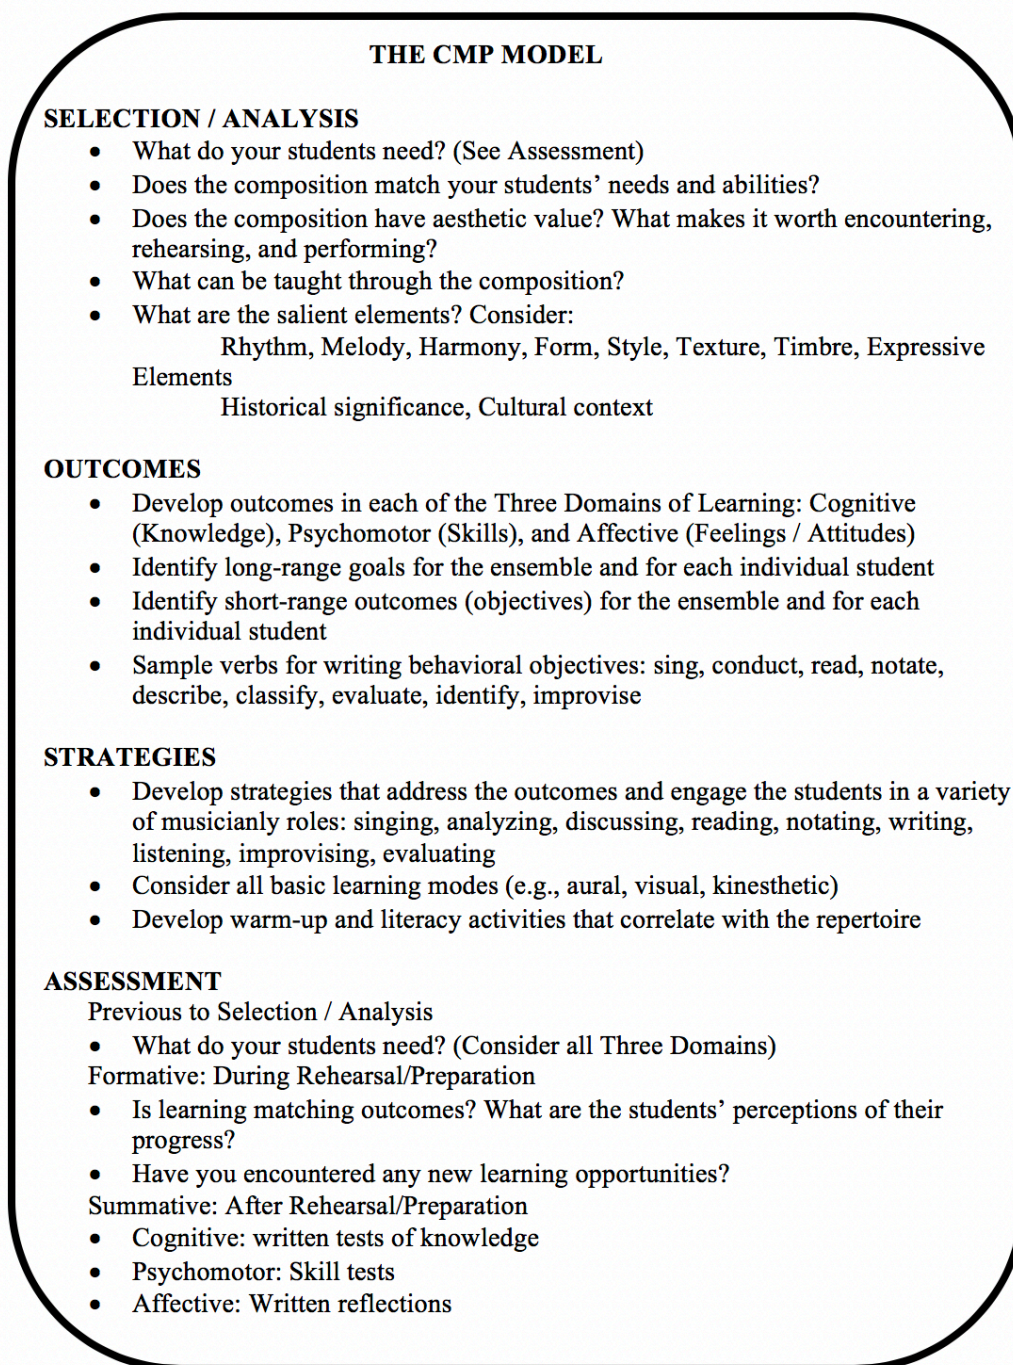 THE CMP MODEL
SELECTION / ANALYSIS
• What do your students need? (See Assessment)
• Does the composition match your students’ needs and abilities?
• Does the composition have aesthetic value? What makes it worth encountering,
rehearsing, and performing?
• What can be taught through the composition?
• What are the salient elements? Consider:
Rhythm, Melody, Harmony, Form, Style, Texture, Timbre, Expressive
Elements
Historical significance, Cultural context
OUTCOMES
• Develop outcomes in each of the Three Domains of Learning: Cognitive
(Knowledge), Psychomotor (Skills), and Affective (Feelings / Attitudes)
• Identify long-range goals for the ensemble and for each individual student
• Identify short-range outcomes (objectives) for the ensemble and for each
individual student
• Sample verbs for writing behavioral objectives: sing, conduct, read, notate,
describe, classify, evaluate, identify, improvise
STRATEGIES
• Develop strategies that address the outcomes and engage the students in a variety
of musicianly roles: singing, analyzing, discussing, reading, notating, writing,
listening, improvising, evaluating
• Consider all basic learning modes (e.g., aural, visual, kinesthetic)
• Develop warm-up and literacy activities that correlate with the repertoire
ASSESSMENT
Previous to Selection / Analysis
• What do your students need? (Consider all Three Domains)
Formative: During Rehearsal/Preparation
• Is learning matching outcomes? What are the students’ perceptions of their
progress?
• Have you encountered any new learning opportunities?
Summative: After Rehearsal/Preparation
• Cognitive: written tests of knowledge
• Psychomotor: Skill tests
• Affective: Written reflections